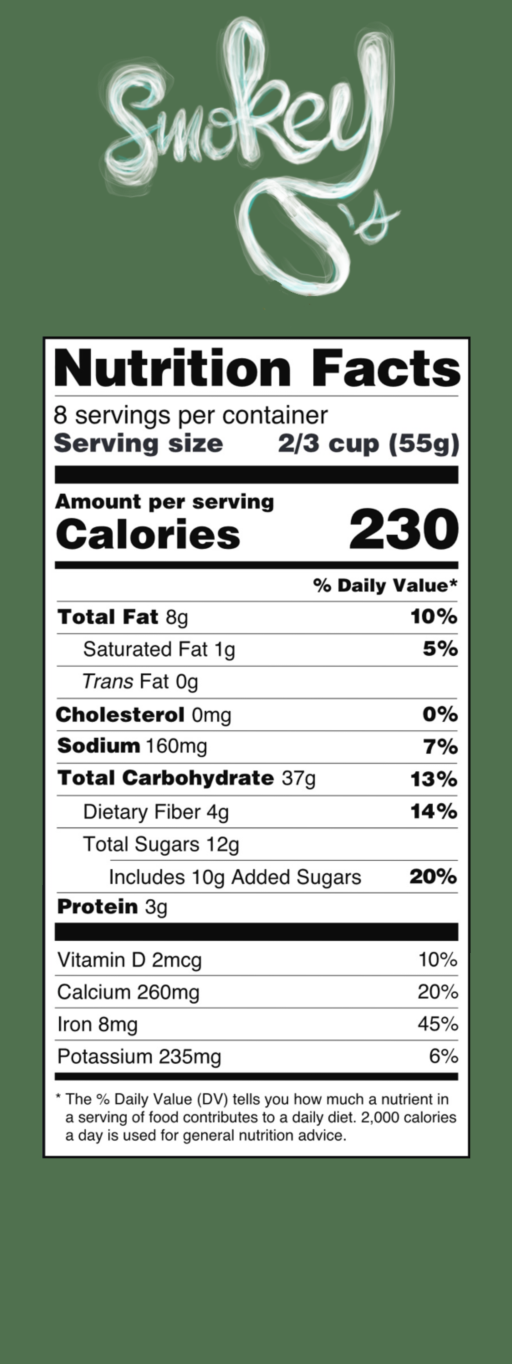 Smokey
O's
Nutrition Facts
8 servings per container
Serving size 2/3 cup (55g)
Amount per serving
Calories 230
% Daily Value*
Total Fat 8g 10%
Saturated Fat 1g 5%
Trans Fat 0g
Cholesterol 0mg 0%
Sodium 160mg 7%
Total Carbohydrate 37g 13%
Dietary Fiber 4g 14%
Total Sugars 12g
Includes 10g Added Sugars 20%
Protein 3g
Vitamin D 2mcg 10%
Calcium 260mg 20%
Iron 8mg 45%
Potassium 235mg 6%
* The % Daily Value (DV) tells you how much a nutrient in
a serving of food contributes to a daily diet. 2,000 calories
a day is used for general nutrition advice.